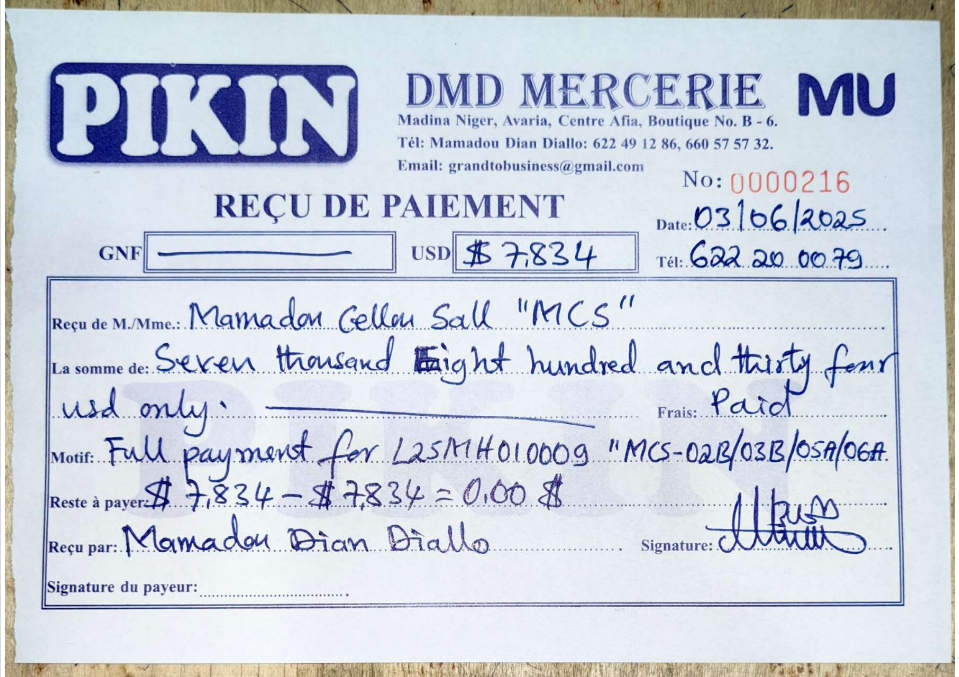 PIKIN
DMD MERCERIE MU
Madina Niger, Avaria, Centre Afia, Boutique No. B - 6.
Tél: Mamadou Dian Diallo: 622 49 12 86, 660 57 57 32.
Email: grandtobusiness@gmail.com
No: 0000216
REÇU DE PAIEMENT
Date: 03/06/2025
GNF USD $ 7,834
Tél: 622 20 00 79
Reçu de M./Mme.: Mamadou Cellou Sall "MCS"
La somme de: Seven thousand Eight hundred and thirty four
usd only. Frais: Paid
Motif: Full payment for L25MH010009 "MCS-02B/03B/05A/06A
Reste à payer: $ 7,834 - $ 7,834 = 0,00 $
Reçu par: Mamadou Dian Diallo Signature:
Signature du payeur:
PIKIN